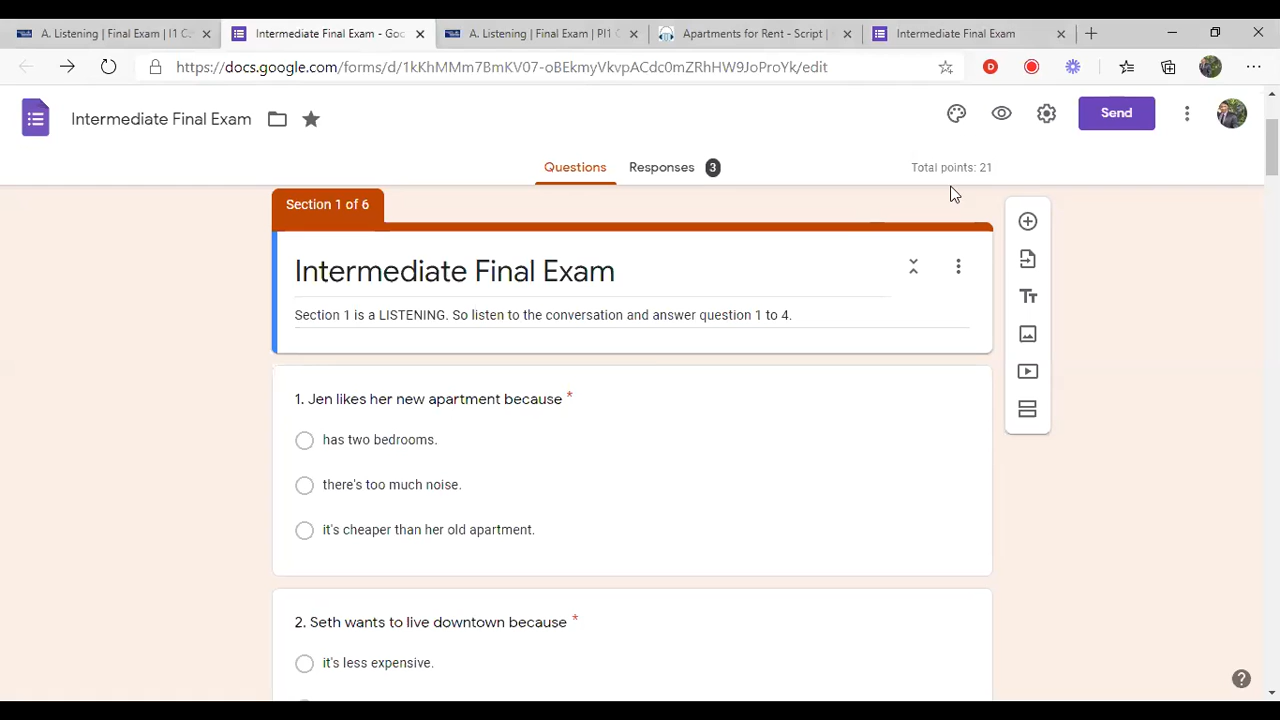 A. Listening | Final Exam | I1 C
Intermediate Final Exam - Goo
A. Listening | Final Exam | PI1 C
Apartments for Rent - Script |
Intermediate Final Exam
https://docs.google.com/forms/d/1kKhMMm7BmKV07-oBEkmyVkvpACdc0mZRhHW9JoProYk/edit
Intermediate Final Exam
Send
Questions
Responses 3
Total points: 21
Section 1 of 6
Intermediate Final Exam
Section 1 is a LISTENING. So listen to the conversation and answer question 1 to 4.
1. Jen likes her new apartment because *
has two bedrooms.
there's too much noise.
it's cheaper than her old apartment.
2. Seth wants to live downtown because *
it's less expensive.